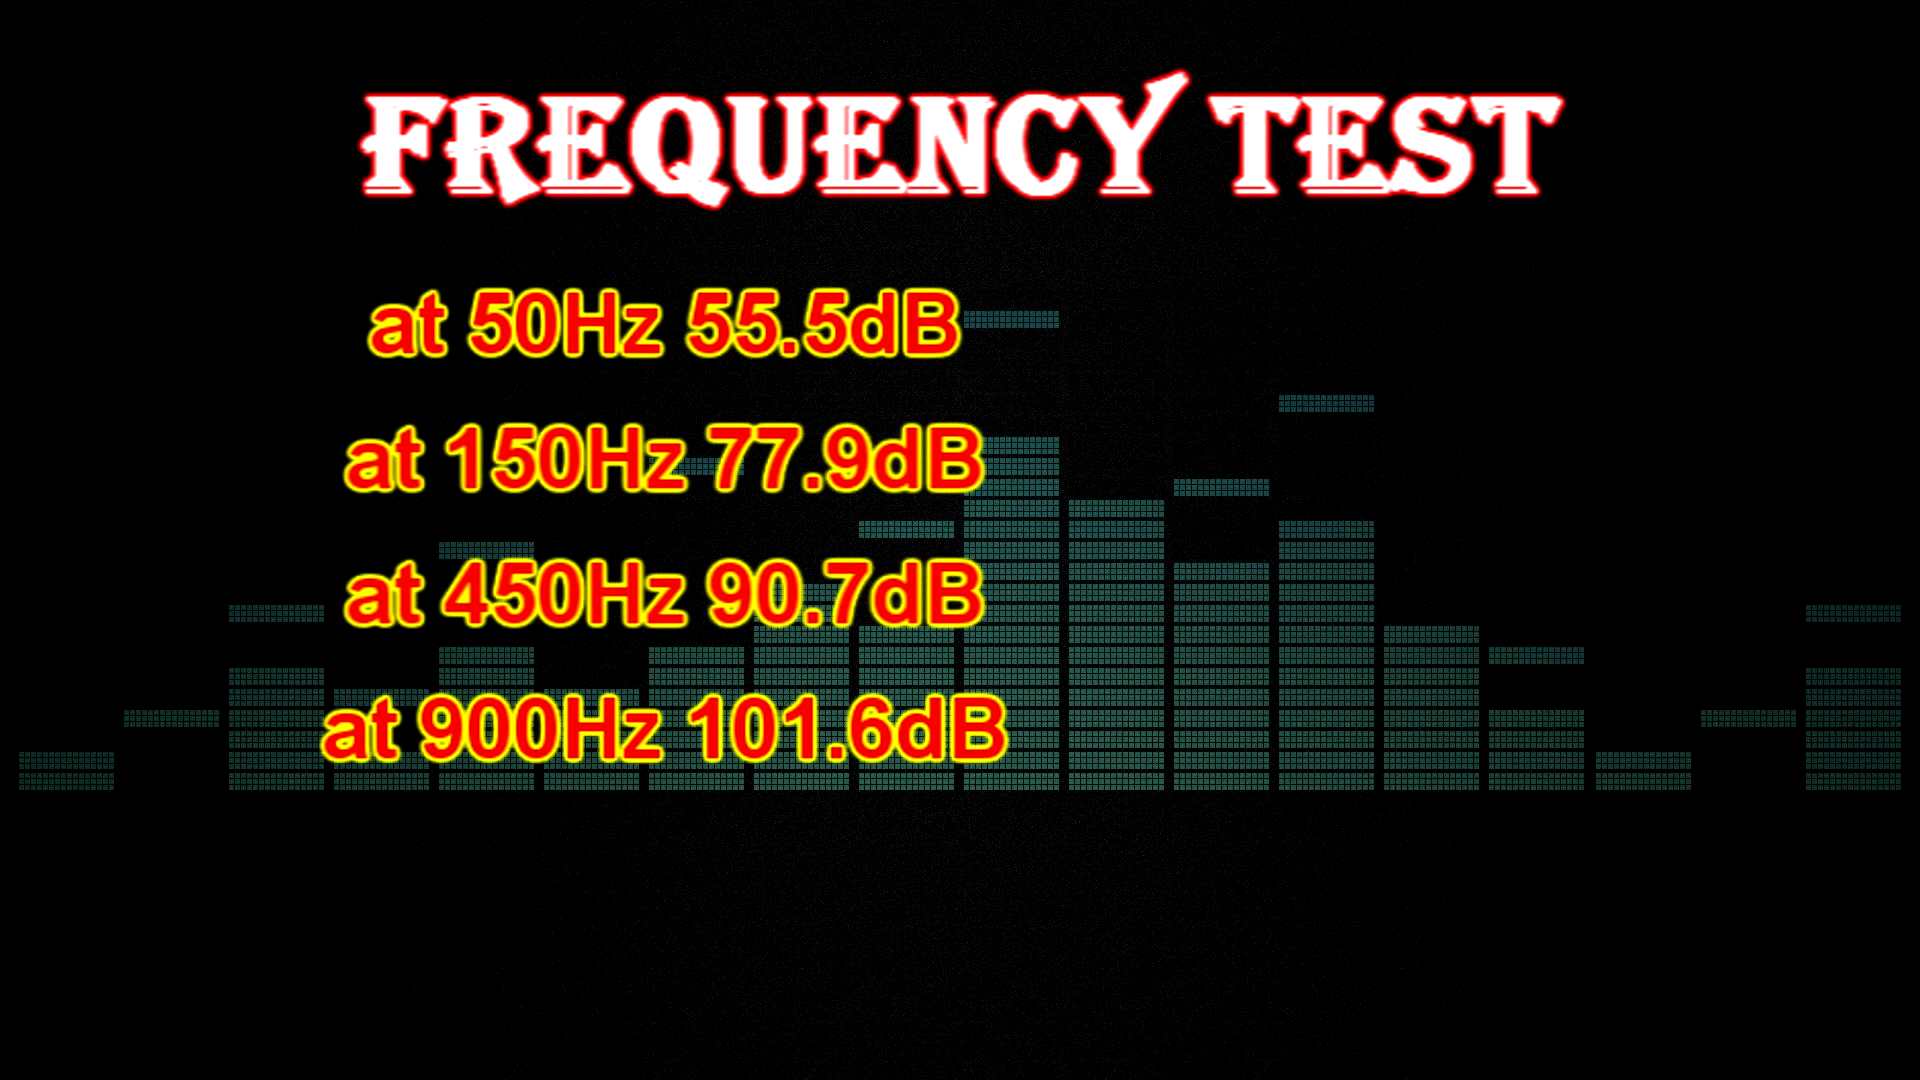 FREQUENCY TEST
at 50Hz 55.5dB
at 150Hz 77.9dB
at 450Hz 90.7dB
at 900Hz 101.6dB